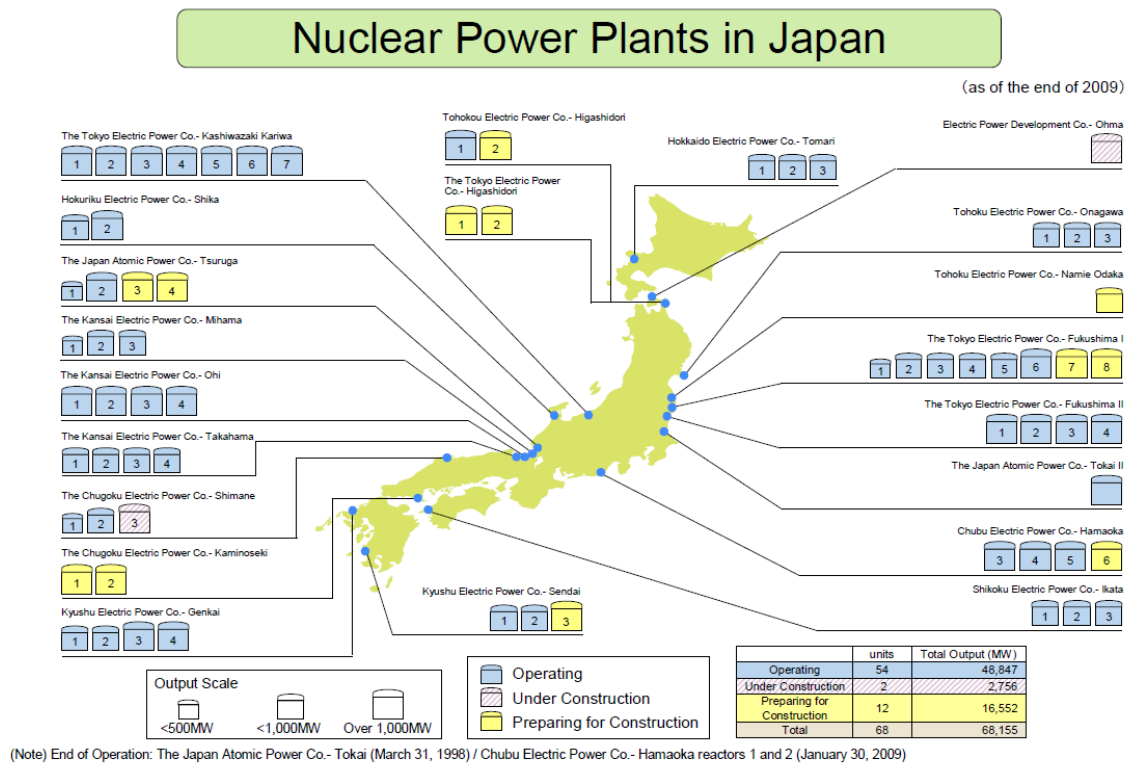 Nuclear Power Plants in Japan
(as of the end of 2009)
The Tokyo Electric Power Co.- Kashiwazaki Kariwa
1 2 3 4 5 6 7
Hokuriku Electric Power Co.- Shika
1 2
The Japan Atomic Power Co.- Tsuruga
1 2 3 4
The Kansai Electric Power Co.- Mihama
1 2 3
The Kansai Electric Power Co.- Ohi
1 2 3 4
The Kansai Electric Power Co.- Takahama
1 2 3 4
The Chugoku Electric Power Co.- Shimane
1 2 3
The Chugoku Electric Power Co.- Kaminoseki
1 2
Kyushu Electric Power Co.- Genkai
1 2 3 4
Tohokou Electric Power Co.- Higashidori
1 2
The Tokyo Electric Power
Co.- Higashidori
1 2
Hokkaido Electric Power Co.- Tomari
1 2 3
Electric Power Development Co.- Ohma
Tohoku Electric Power Co.- Onagawa
1 2 3
Tohoku Electric Power Co.- Namie Odaka
The Tokyo Electric Power Co.- Fukushima I
1 2 3 4 5 6 7 8
The Tokyo Electric Power Co.- Fukushima II
1 2 3 4
The Japan Atomic Power Co.- Tokai II
Chubu Electric Power Co.- Hamaoka
3 4 5 6
Shikoku Electric Power Co.- Ikata
1 2 3
Kyushu Electric Power Co.- Sendai
1 2 3
Output Scale
<500MW <1,000MW Over 1,000MW
Operating
Under Construction
Preparing for Construction
units Total Output (MW)
Operating 54 48,847
Under Construction 2 2,756
Preparing for
Construction 12 16,552
Total 68 68,155
(Note) End of Operation: The Japan Atomic Power Co.- Tokai (March 31, 1998) / Chubu Electric Power Co.- Hamaoka reactors 1 and 2 (January 30, 2009)